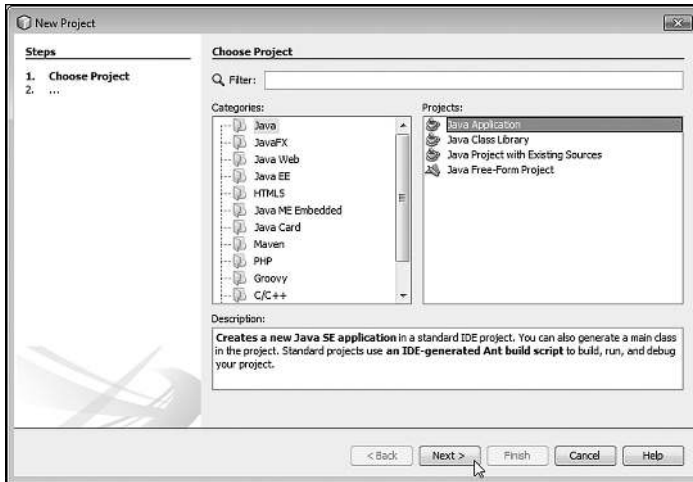 New Project
Steps
1. Choose Project
2. ...
Choose Project
Filter:
Categories:
Java
JavaFX
Java Web
Java EE
HTML5
Java ME Embedded
Java Card
Maven
PHP
Groovy
C/C++
Projects:
Java Application
Java Class Library
Java Project with Existing Sources
Java Free-Form Project
Description:
Creates a new Java SE application in a standard IDE project. You can also generate a main class
in the project. Standard projects use an IDE-generated Ant build script to build, run, and debug
your project.
< Back
Next >
Finish
Cancel
Help